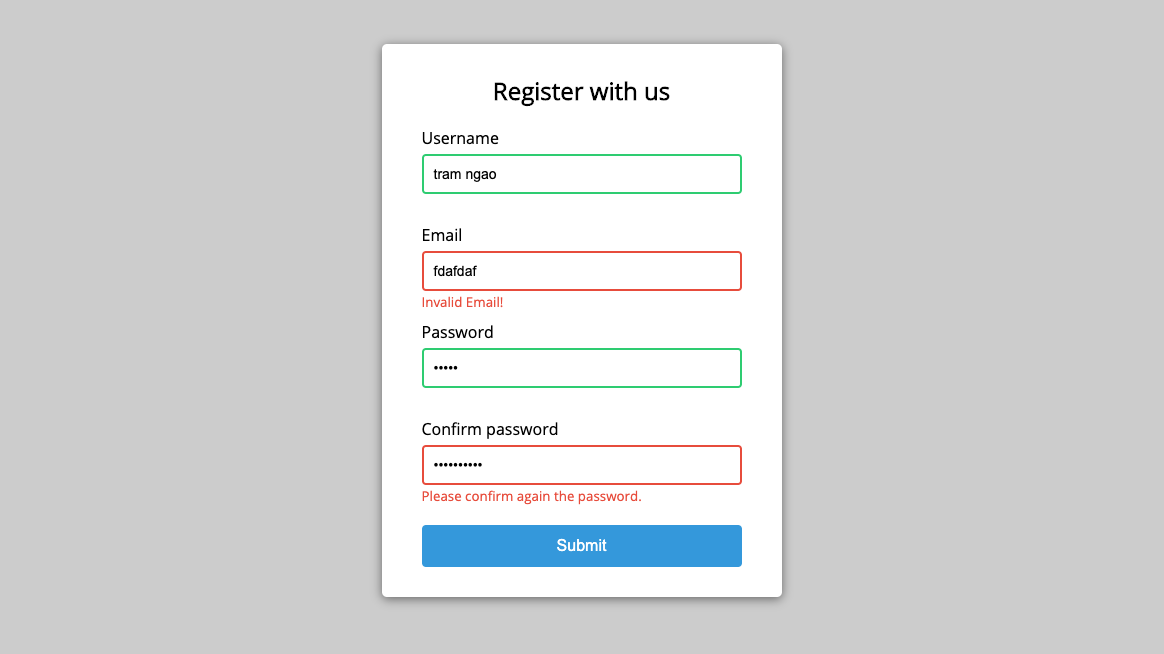 Register with us
Username
tram ngao
Email
fdafdaf
Invalid Email!
Password
•••••
Confirm password
••••••••••
Please confirm again the password.
Submit